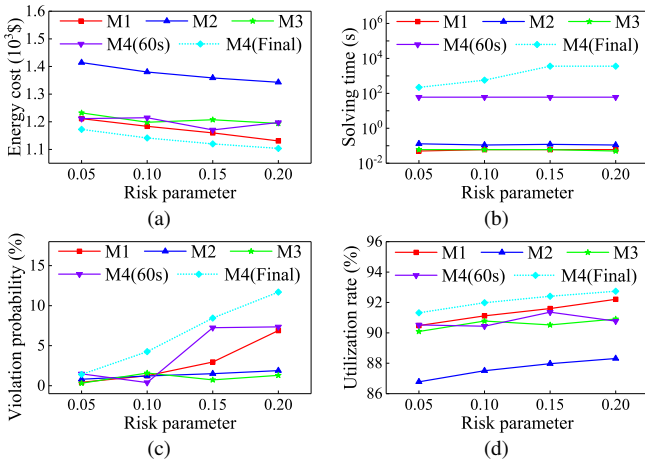 Energy cost (10³$)
1.6
1.5
1.4
1.3
1.2
1.1
M1 M2 M3
M4(60s) M4(Final)
0.05 0.10 0.15 0.20
Risk parameter
(a)
Solving time (s)
10⁶
10⁴
10²
10⁰
10⁻²
M1 M2 M3
M4(60s) M4(Final)
0.05 0.10 0.15 0.20
Risk parameter
(b)
Violation probability (%)
15
10
5
0
M1 M2 M3
M4(60s) M4(Final)
0.05 0.10 0.15 0.20
Risk parameter
(c)
Utilization rate (%)
96
94
92
90
88
86
M1 M2 M3
M4(60s) M4(Final)
0.05 0.10 0.15 0.20
Risk parameter
(d)